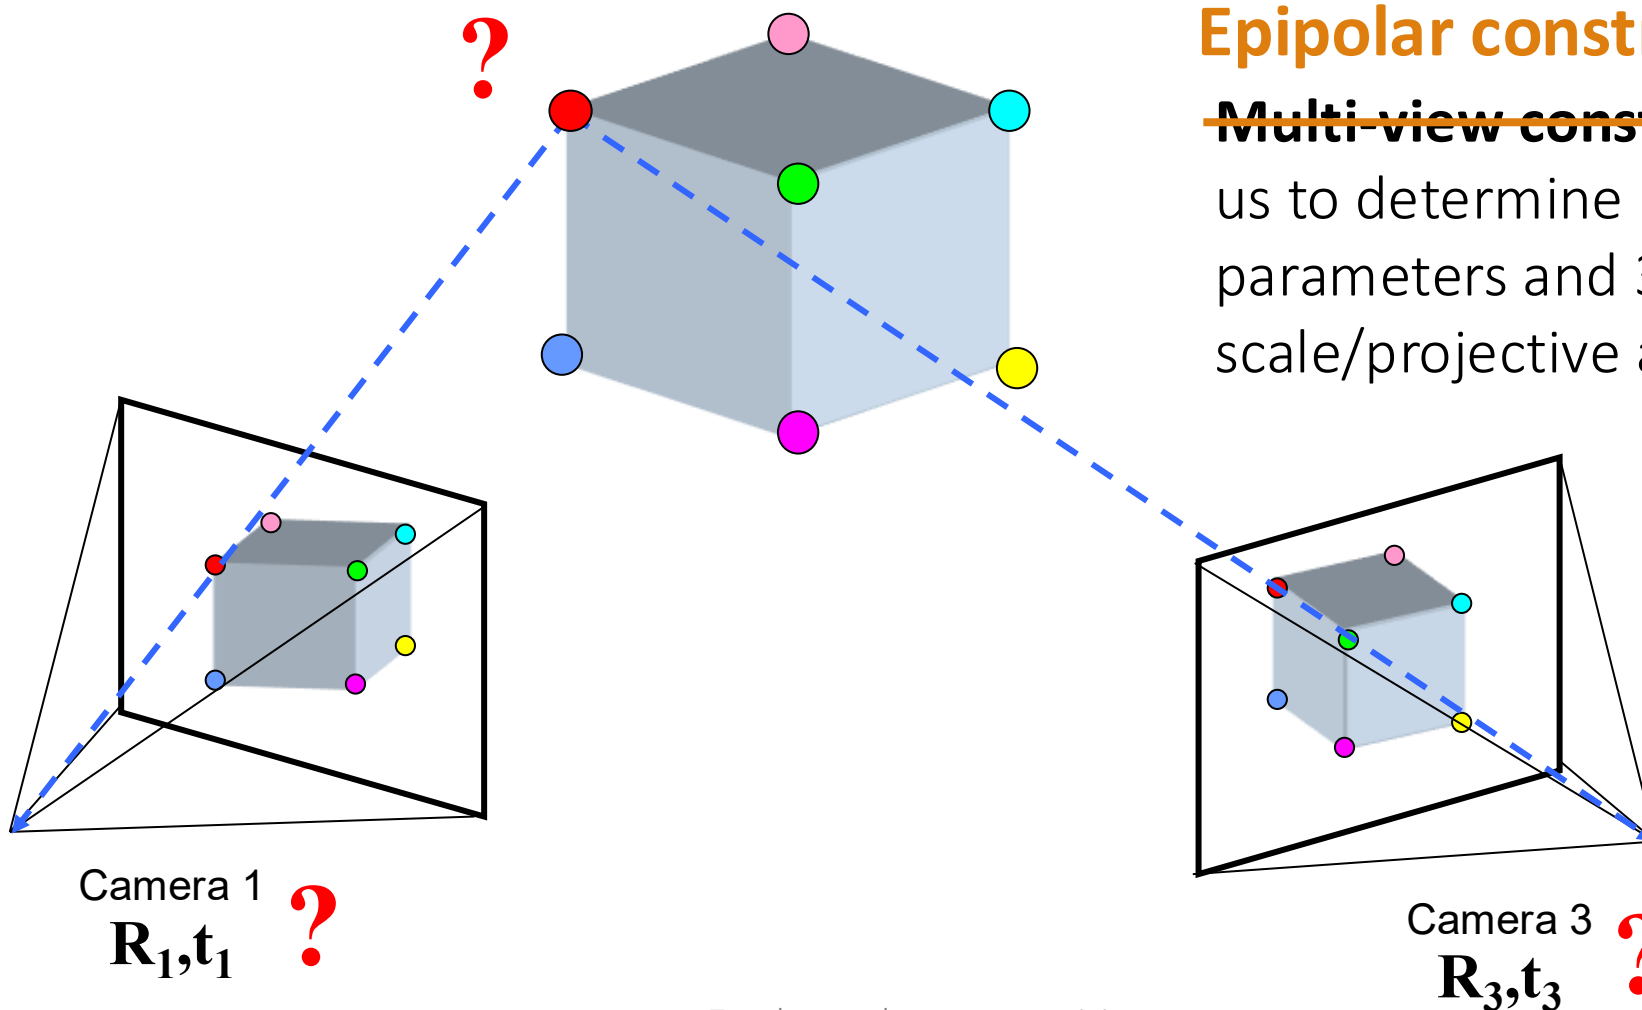 ?
Epipolar const
Multi-view cons
us to determine
parameters and 3
scale/projective a
Camera 1
R₁,t₁ ?
Camera 3
R₃,t₃ ?